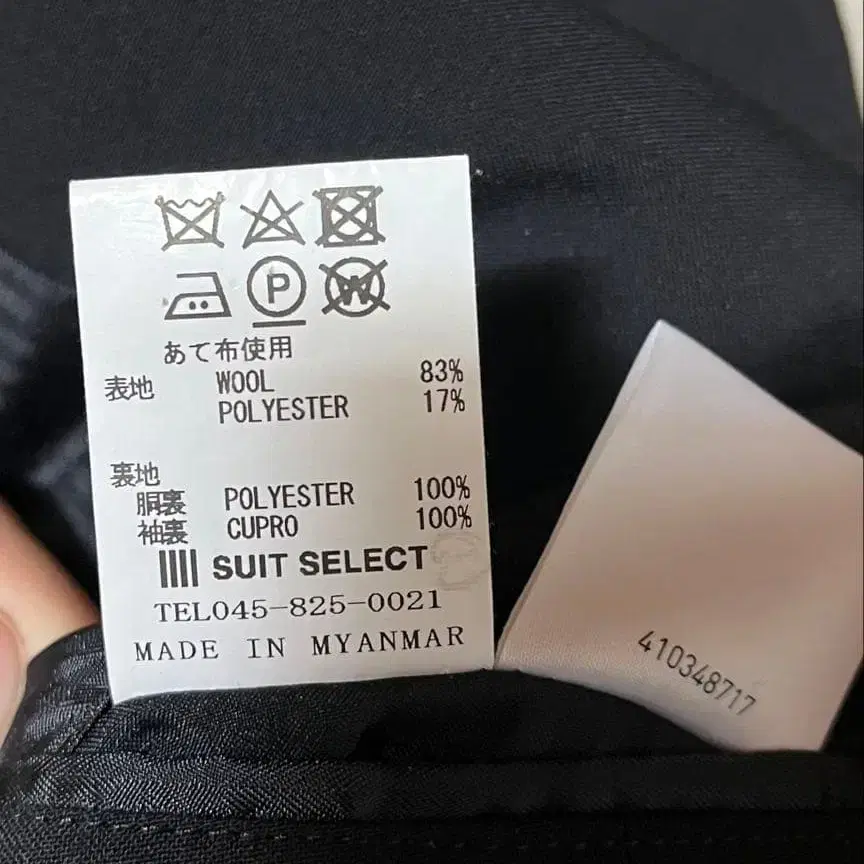 P W
あて布使用
表地 WOOL 83%
POLYESTER 17%
裏地
胴裏 POLYESTER 100%
袖裏 CUPRO 100%
SUIT SELECT
TEL045-825-0021
MADE IN MYANMAR
410348717